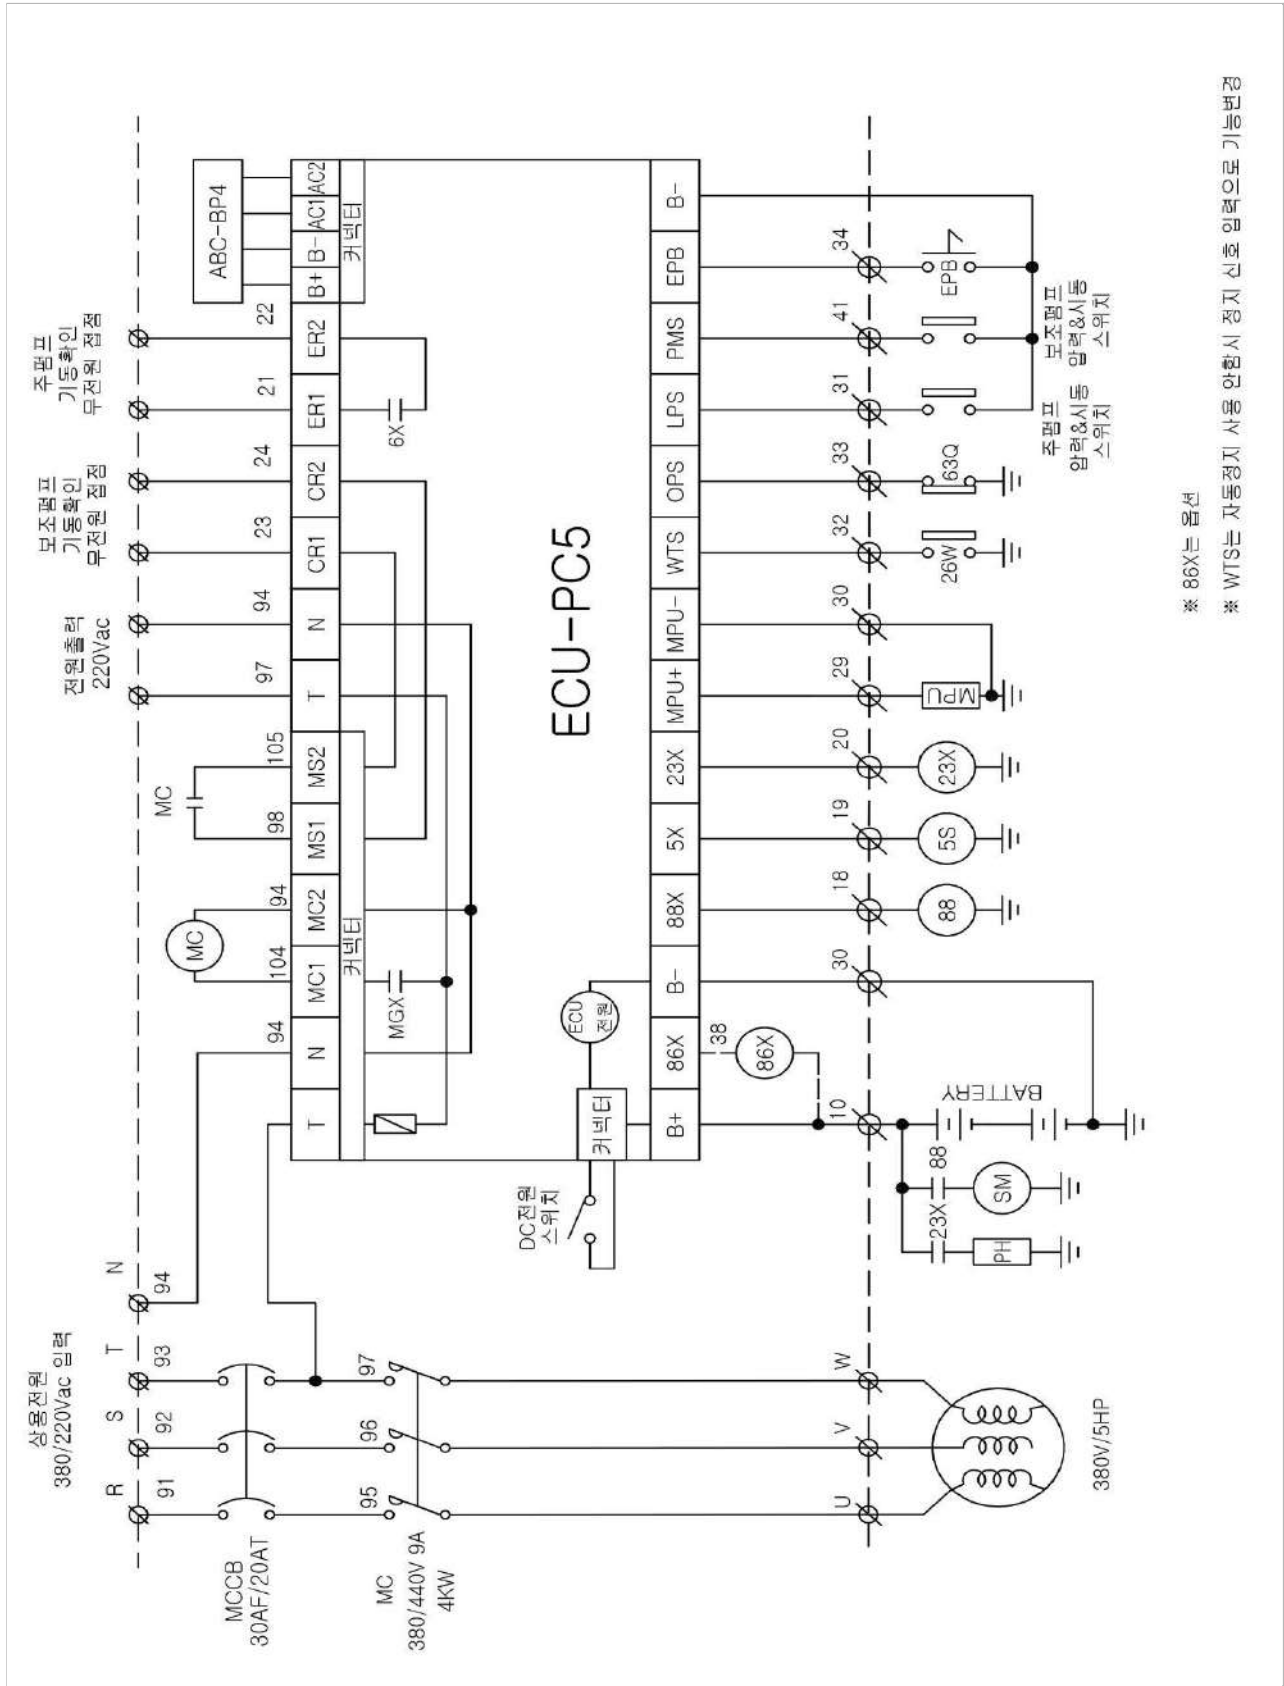 상용전원
380/220Vac 입력
R S T N
91 92 93 94
MCCB
30AF/20AT
95 96 97
MC
380/440V 9A
4KW
U V W
380V/5HP
전원출력
220Vac
보조펌프
기동확인
무전원 접점
주펌프
기동확인
무전원 접점
MC
MC
ABC-BP4
94 104 94 98 105 97 94 23 24 21 22
T N MC1 MC2 MS1 MS2 T N CR1 CR2 ER1 ER2 B+ B- AC1 AC2
커넥터
커넥터
MGX
6X
ECU-PC5
DC전원
스위치
커넥터
ECU
전원
B+ 86X B- 88X 5X 23X MPU+ MPU- WTS OPS LPS PMS EPB B-
38
86X
10 30 18 19 20 29 30 32 33 31 41 34
23X
88
PH
SM
BATTERY
88
5S
23X
MPU
26W
63Q
EPB
주펌프
압력&시동
스위치
보조펌프
압력&시동
스위치
※ 86X는 옵션
※ WTS는 자동정지 사용 안함시 정지 신호 입력으로 기능변경